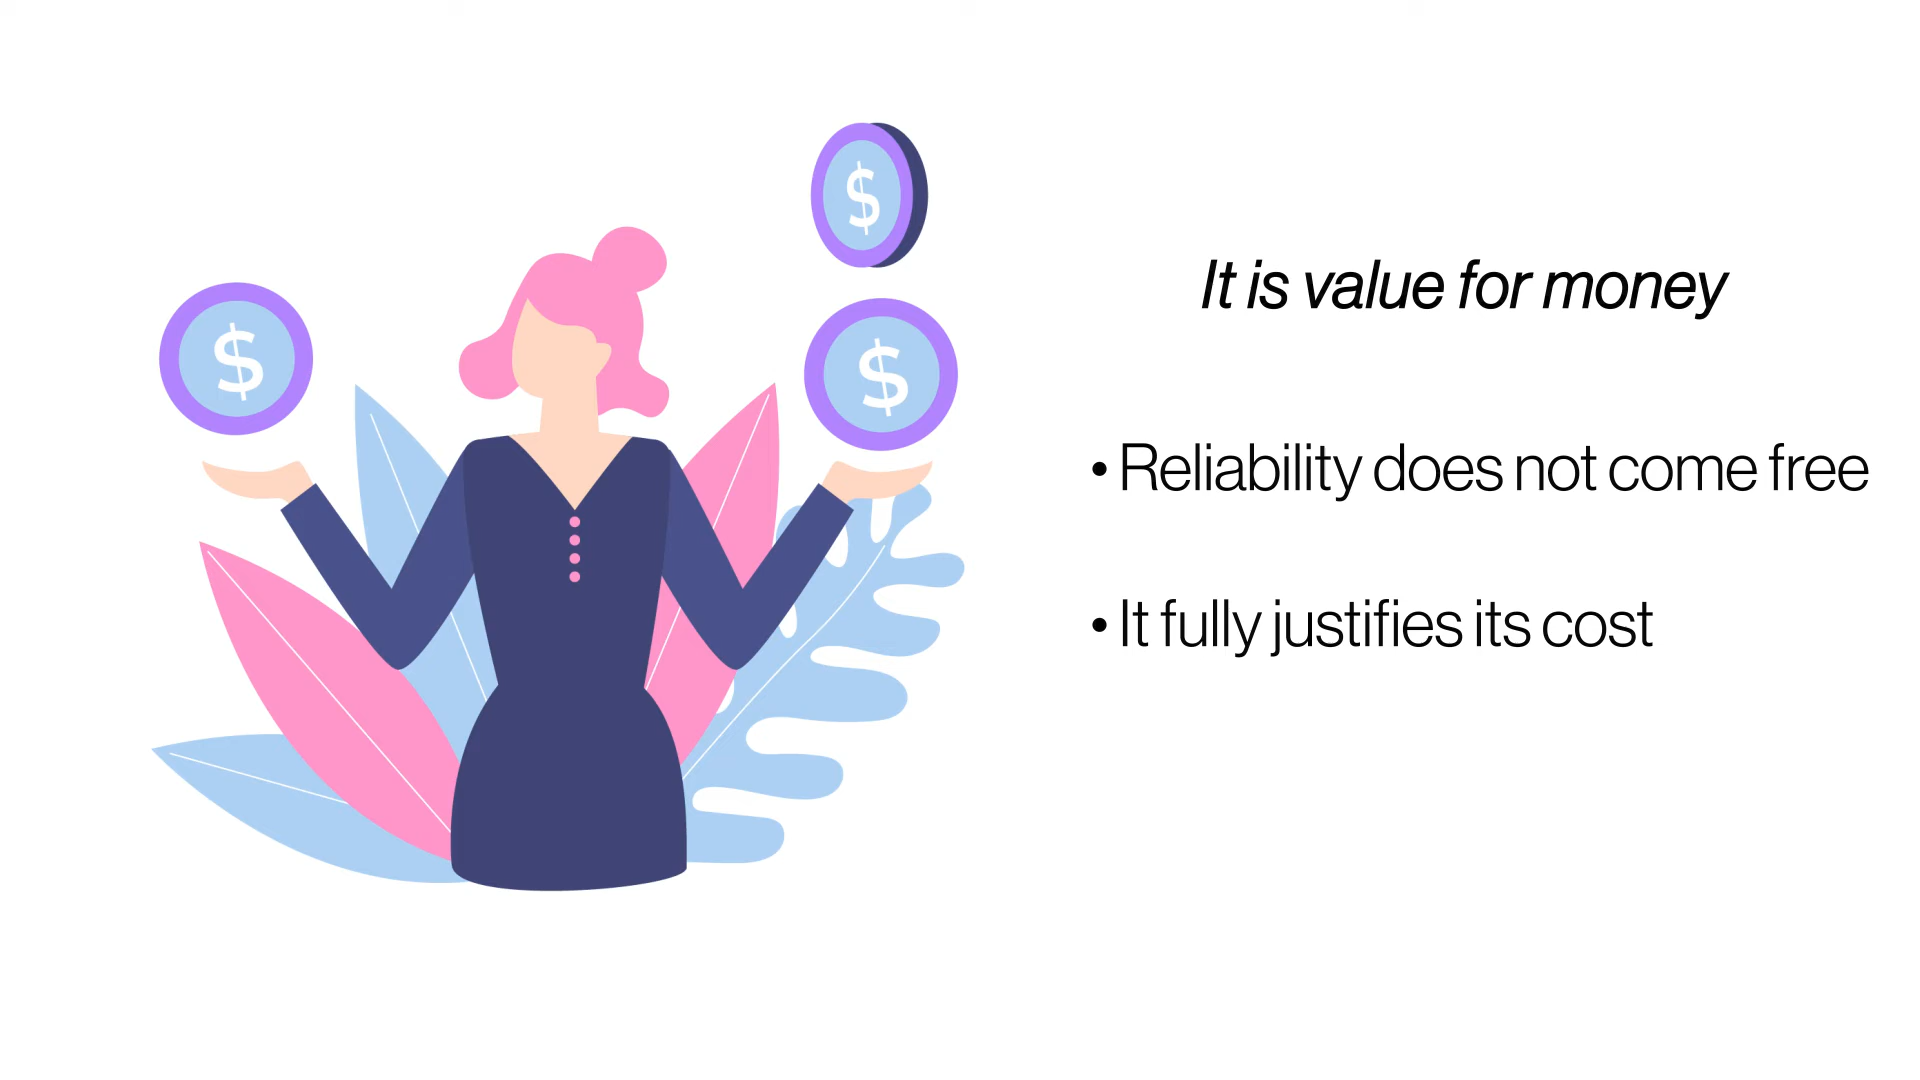 $
$
$
It is value for money
• Reliability does not come free
• It fully justifies its cost